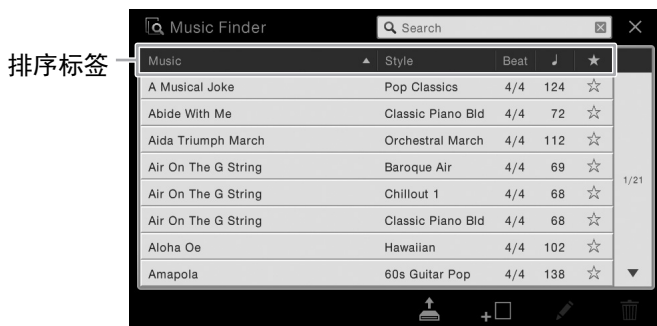 Music Finder
Search
排序标签
Music Style Beat ♩ ★
A Musical Joke Pop Classics 4/4 124 ☆
Abide With Me Classic Piano Bld 4/4 72 ☆
Aida Triumph March Orchestral March 4/4 112 ☆
Air On The G String Baroque Air 4/4 69 ☆
Air On The G String Chillout 1 4/4 68 ☆
Air On The G String Classic Piano Bld 4/4 68 ☆
Aloha Oe Hawaiian 4/4 102 ☆
Amapola 60s Guitar Pop 4/4 138 ☆
1/21